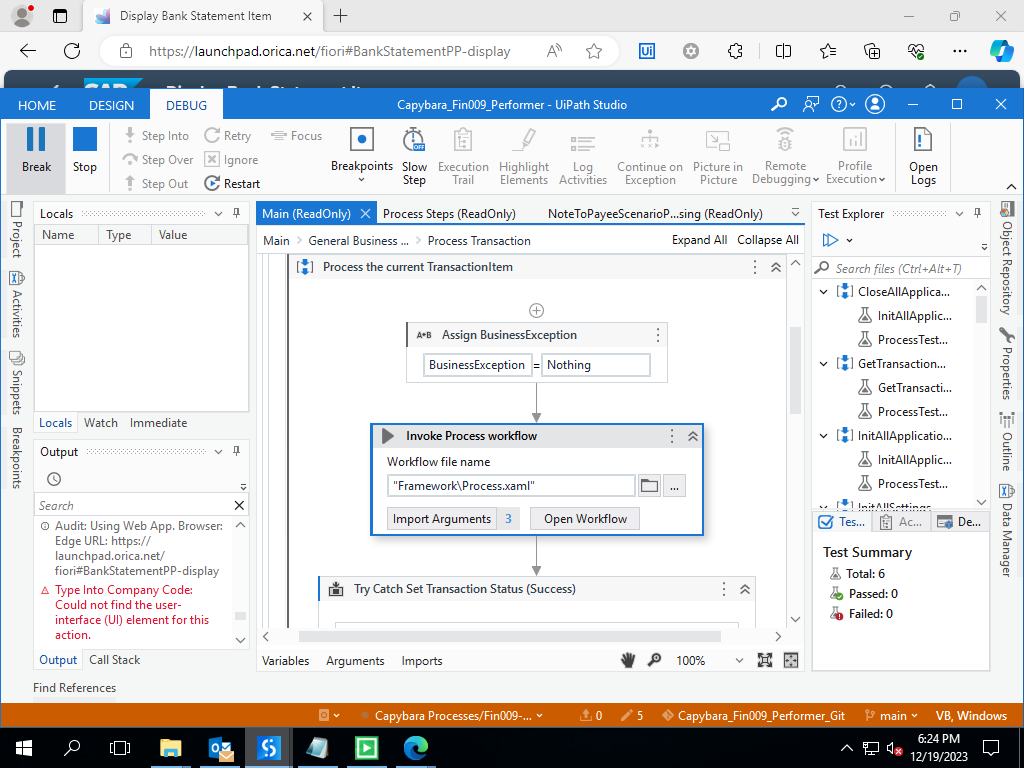 Display Bank Statement Item
https://launchpad.orica.net/fiori#BankStatementPP-display
HOME
DESIGN
DEBUG
Capybara_Fin009_Performer - UiPath Studio
Break
Stop
Step Into
Step Over
Step Out
Retry
Ignore
Restart
Focus
Breakpoints
Slow Step
Execution Trail
Highlight Elements
Log Activities
Continue on Exception
Picture in Picture
Remote Debugging
Profile Execution
Open Logs
Project
Activities
Snippets
Breakpoints
Locals
Name
Type
Value
Locals
Watch
Immediate
Output
Search
Audit: Using Web App. Browser:
Edge URL: https://
launchpad.orica.net/
fiori#BankStatementPP-display
Type Into Company Code:
Could not find the user-
interface (UI) element for this
action.
Output
Call Stack
Find References
Main (ReadOnly)
Process Steps (ReadOnly)
NoteToPayeeScenarioP...sing (ReadOnly)
Main
General Business ...
Process Transaction
Expand All
Collapse All
Process the current TransactionItem
A+B Assign BusinessException
BusinessException = Nothing
Invoke Process workflow
Workflow file name
"Framework\Process.xaml"
...
Import Arguments 3
Open Workflow
Try Catch Set Transaction Status (Success)
Variables
Arguments
Imports
100%
Test Explorer
Search files (Ctrl+Alt+T)
CloseAllApplica...
InitAllApplic...
ProcessTest...
GetTransaction...
GetTransacti...
ProcessTest...
InitAllApplicatio...
InitAllApplic...
ProcessTest...
InitAllSettings
Tes...
Ac...
De...
Test Summary
Total: 6
Passed: 0
Failed: 0
Object Repository
Properties
Outline
Data Manager
Capybara Processes/Fin009-...
0
5
Capybara_Fin009_Performer_Git
main
VB, Windows
6:24 PM
12/19/2023